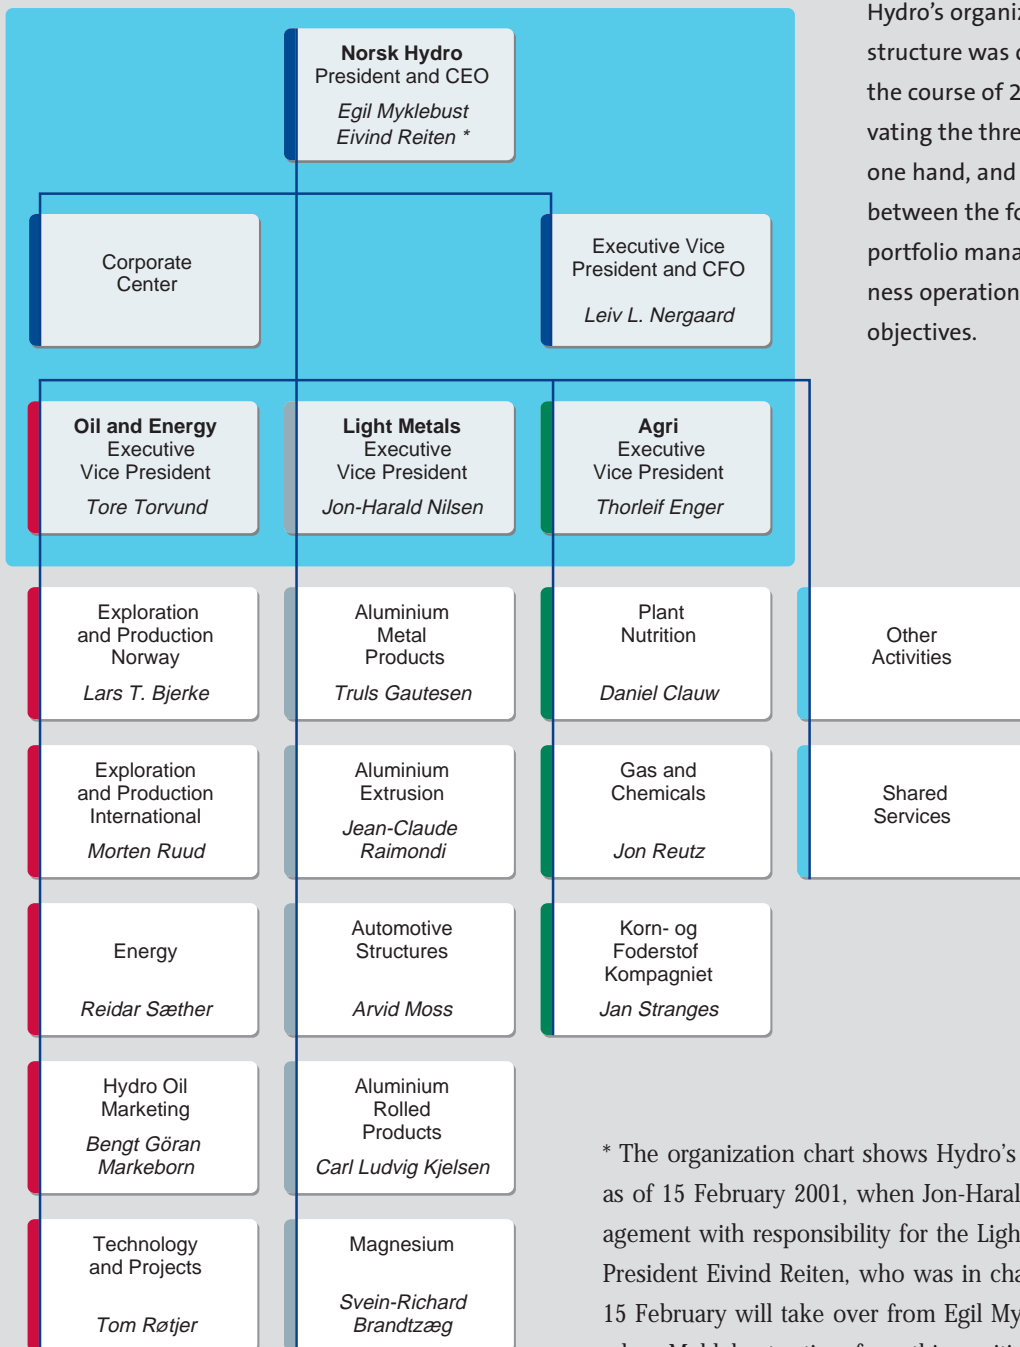 Norsk Hydro
President and CEO
Egil Myklebust
Eivind Reiten *
Corporate
Center
Executive Vice
President and CFO
Leiv L. Nergaard
Oil and Energy
Executive
Vice President
Tore Torvund
Light Metals
Executive
Vice President
Jon-Harald Nilsen
Agri
Executive
Vice President
Thorleif Enger
Exploration
and Production
Norway
Lars T. Bjerke
Aluminium
Metal
Products
Truls Gautesen
Plant
Nutrition
Daniel Clauw
Other
Activities
Exploration
and Production
International
Morten Ruud
Aluminium
Extrusion
Jean-Claude
Raimondi
Gas and
Chemicals
Jon Reutz
Shared
Services
Energy
Reidar Sæther
Automotive
Structures
Arvid Moss
Korn- og
Foderstof
Kompagniet
Jan Stranges
Hydro Oil
Marketing
Bengt Göran
Markeborn
Aluminium
Rolled
Products
Carl Ludvig Kjelsen
Technology
and Projects
Tom Røtjer
Magnesium
Svein-Richard
Brandtzæg
Hydro's organiz
structure was
the course of 2
vating the thre
one hand, and
between the fo
portfolio mana
ness operation
objectives.
* The organization chart shows Hydro's
as of 15 February 2001, when Jon-Haral
agement with responsibility for the Ligh
President Eivind Reiten, who was in cha
15 February will take over from Egil My